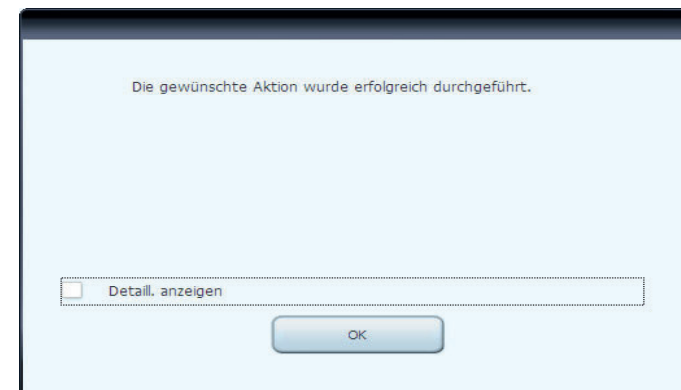 Die gewünschte Aktion wurde erfolgreich durchgeführt.
Detaill. anzeigen
OK